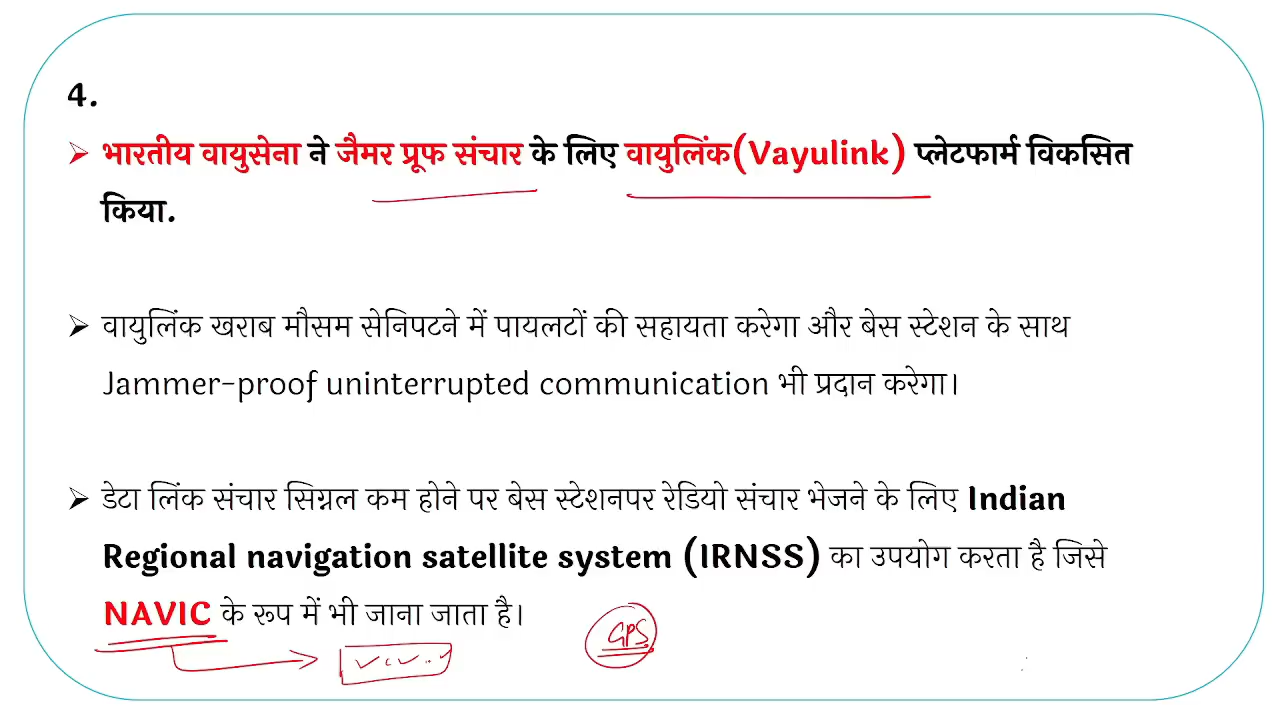 4.
➢ भारतीय वायुसेना ने जैमर प्रूफ संचार के लिए वायुलिंक(Vayulink) प्लेटफार्म विकसित
किया.
➢ वायुलिंक खराब मौसम सेनिपटने में पायलटों की सहायता करेगा और बेस स्टेशन के साथ
Jammer-proof uninterrupted communication भी प्रदान करेगा।
➢ डेटा लिंक संचार सिग्नल कम होने पर बेस स्टेशनपर रेडियो संचार भेजने के लिए Indian
Regional navigation satellite system (IRNSS) का उपयोग करता है जिसे
NAVIC के रूप में भी जाना जाता है।
GPS